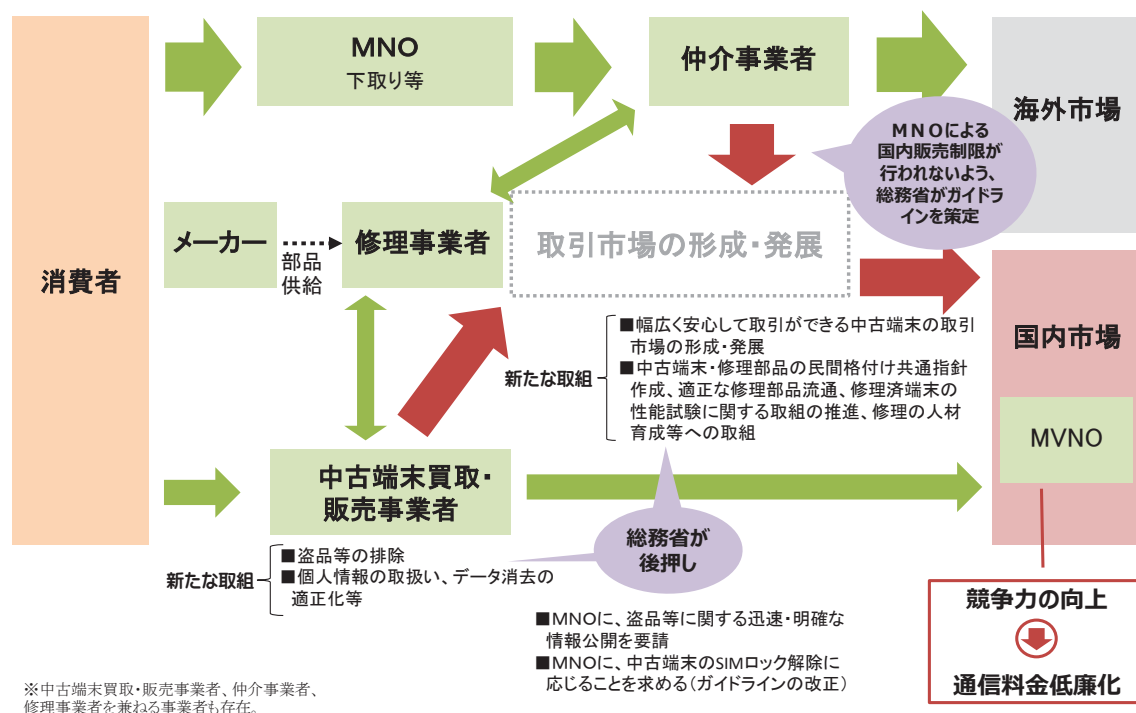 消費者
MNO
下取り等
仲介事業者
海外市場
MNOによる
国内販売制限が
行われないよう、
総務省がガイドラ
インを策定
メーカー
部品
供給
修理事業者
取引市場の形成・発展
国内市場
MVNO
新たな取組
■幅広く安心して取引ができる中古端末の取引
市場の形成・発展
■中古端末・修理部品の民間格付け共通指針
作成、適正な修理部品流通、修理済端末の
性能試験に関する取組の推進、修理の人材
育成等への取組
中古端末買取・
販売事業者
新たな取組
■盗品等の排除
■個人情報の取扱い、データ消去の
適正化等
総務省が
後押し
■MNOに、盗品等に関する迅速・明確な
情報公開を要請
■MNOに、中古端末のSIMロック解除に
応じることを求める(ガイドラインの改正)
競争力の向上
通信料金低廉化
※中古端末買取・販売事業者、仲介事業者、
修理事業者を兼ねる事業者も存在。